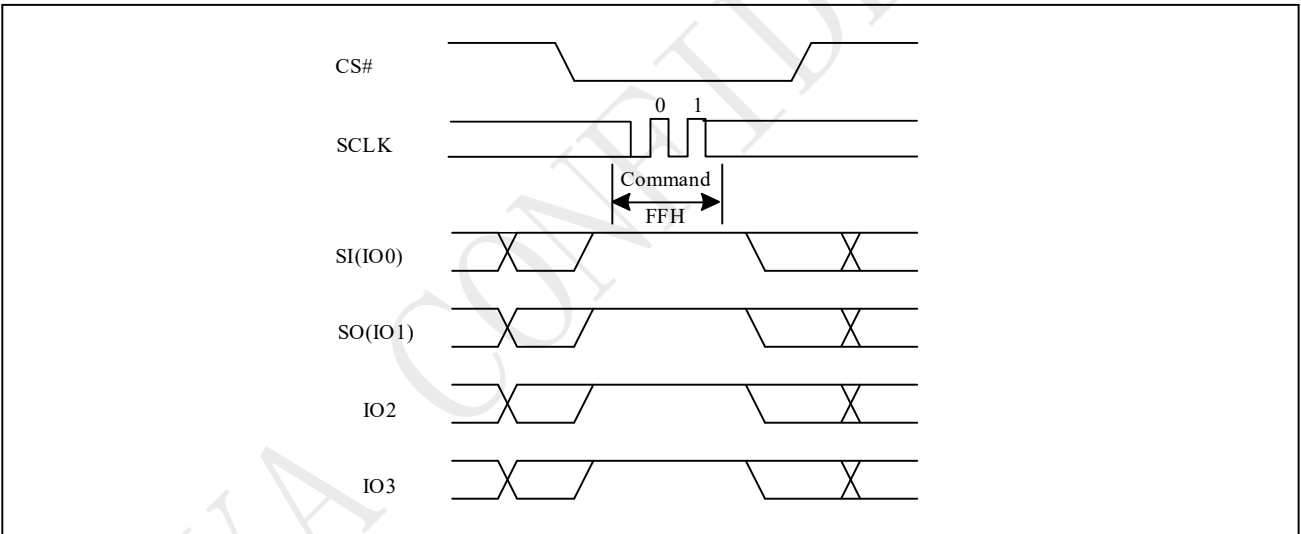 CS#
0 1
SCLK
Command
FFH
SI(IO0)
SO(IO1)
IO2
IO3